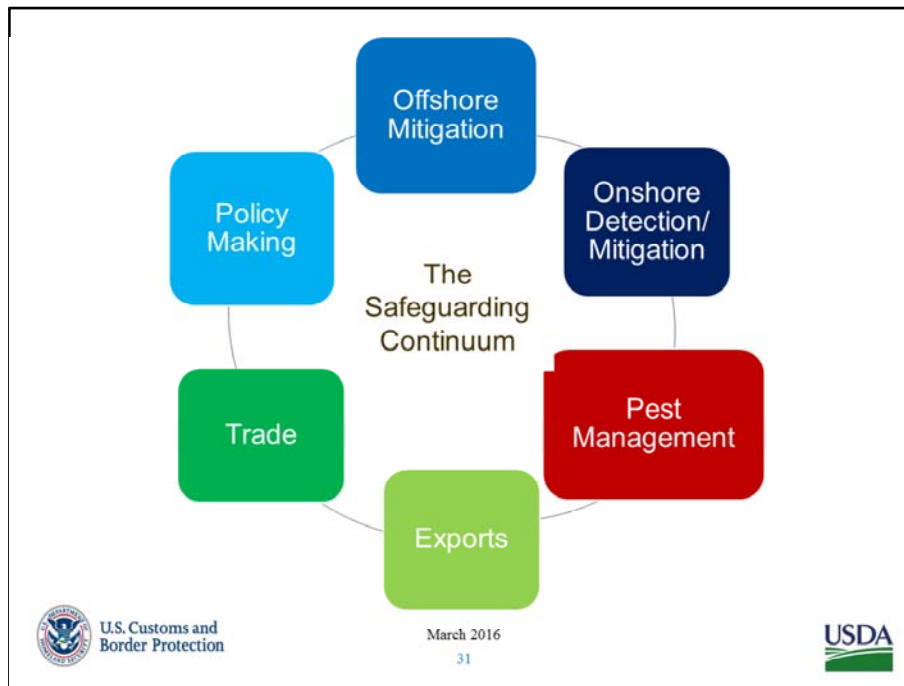 Offshore
Mitigation
Onshore
Detection/
Mitigation
Pest
Management
Exports
Trade
Policy
Making
The
Safeguarding
Continuum
U.S. Customs and
Border Protection
March 2016
31
USDA